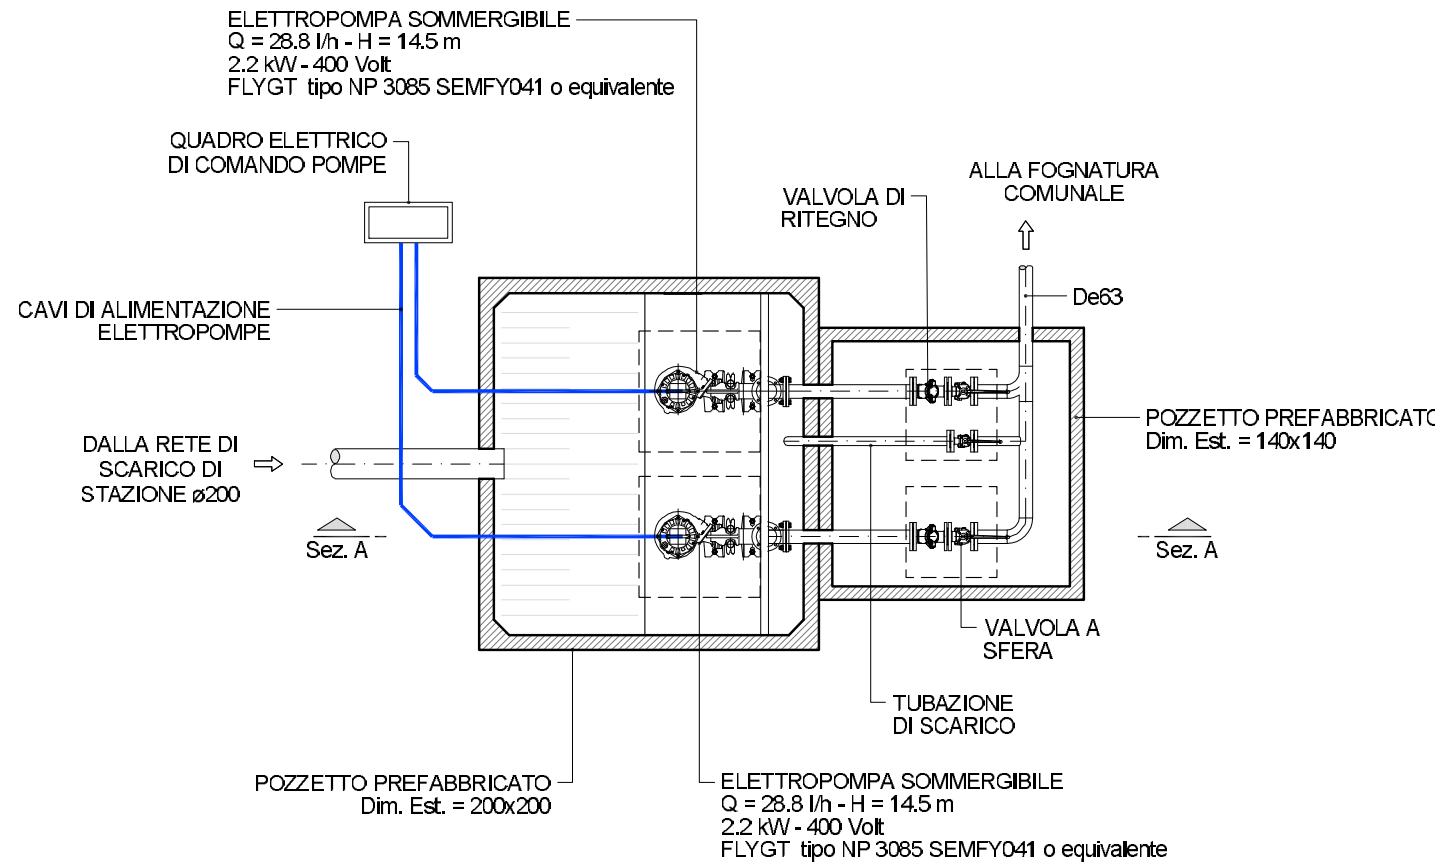 ELETTROPOMPA SOMMERGIBILE
Q = 28.8 l/h - H = 14.5 m
2.2 kW - 400 Volt
FLYGT tipo NP 3085 SEMFY041 o equivalente
QUADRO ELETTRICO
DI COMANDO POMPE
ALLA FOGNATURA
COMUNALE
VALVOLA DI
RITEGNO
CAVI DI ALIMENTAZIONE
ELETTROPOMPE
De63
POZZETTO PREFABBRICATO
Dim. Est. = 140x140
DALLA RETE DI
SCARICO DI
STAZIONE ø200
Sez. A
Sez. A
VALVOLA A
SFERA
TUBAZIONE
DI SCARICO
POZZETTO PREFABBRICATO
Dim. Est. = 200x200
ELETTROPOMPA SOMMERGIBILE
Q = 28.8 l/h - H = 14.5 m
2.2 kW - 400 Volt
FLYGT tipo NP 3085 SEMFY041 o equivalente